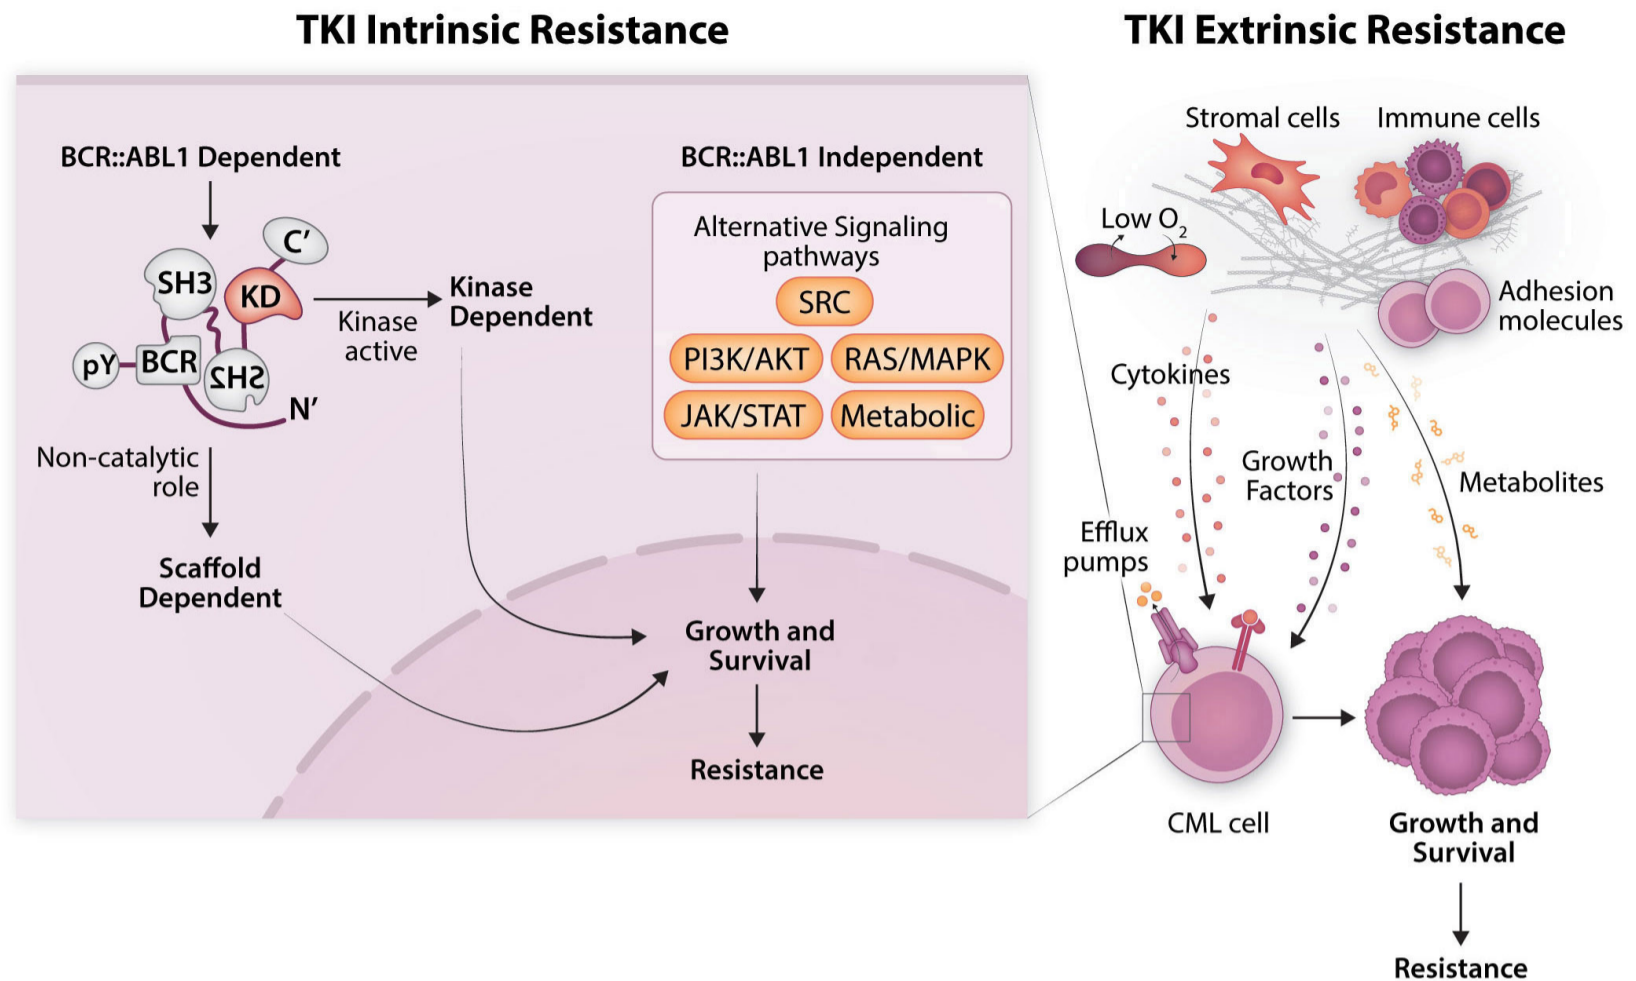 TKI Intrinsic Resistance
BCR::ABL1 Dependent
C’
SH3
KD
pY
BCR
SH2
N’
Kinase
active
Kinase
Dependent
Non-catalytic
role
Scaffold
Dependent
BCR::ABL1 Independent
Alternative Signaling
pathways
SRC
PI3K/AKT
RAS/MAPK
JAK/STAT
Metabolic
Growth and
Survival
Resistance
TKI Extrinsic Resistance
Stromal cells
Immune cells
Low O2
Adhesion
molecules
Cytokines
Growth
Factors
Metabolites
Efflux
pumps
CML cell
Growth and
Survival
Resistance